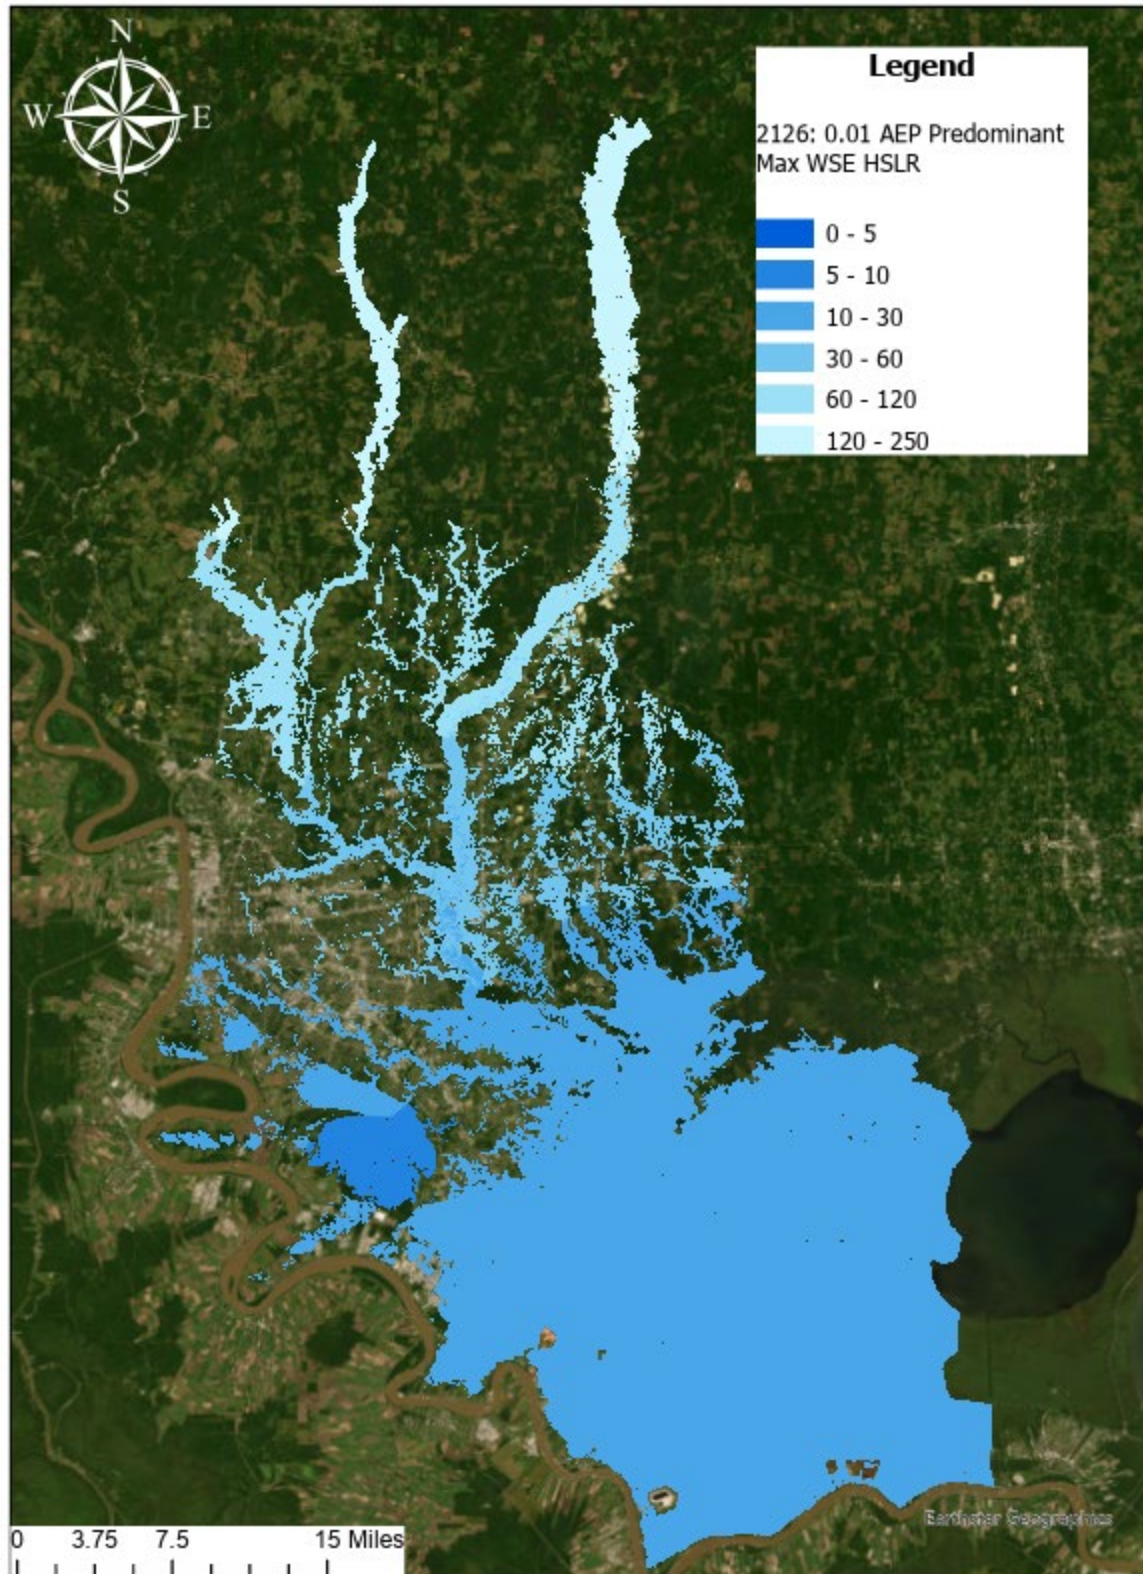 N
W E
S
Legend
2126: 0.01 AEP Predominant
Max WSE HSLR
0 - 5
5 - 10
10 - 30
30 - 60
60 - 120
120 - 250
Earthstar Geographics
0 3.75 7.5 15 Miles